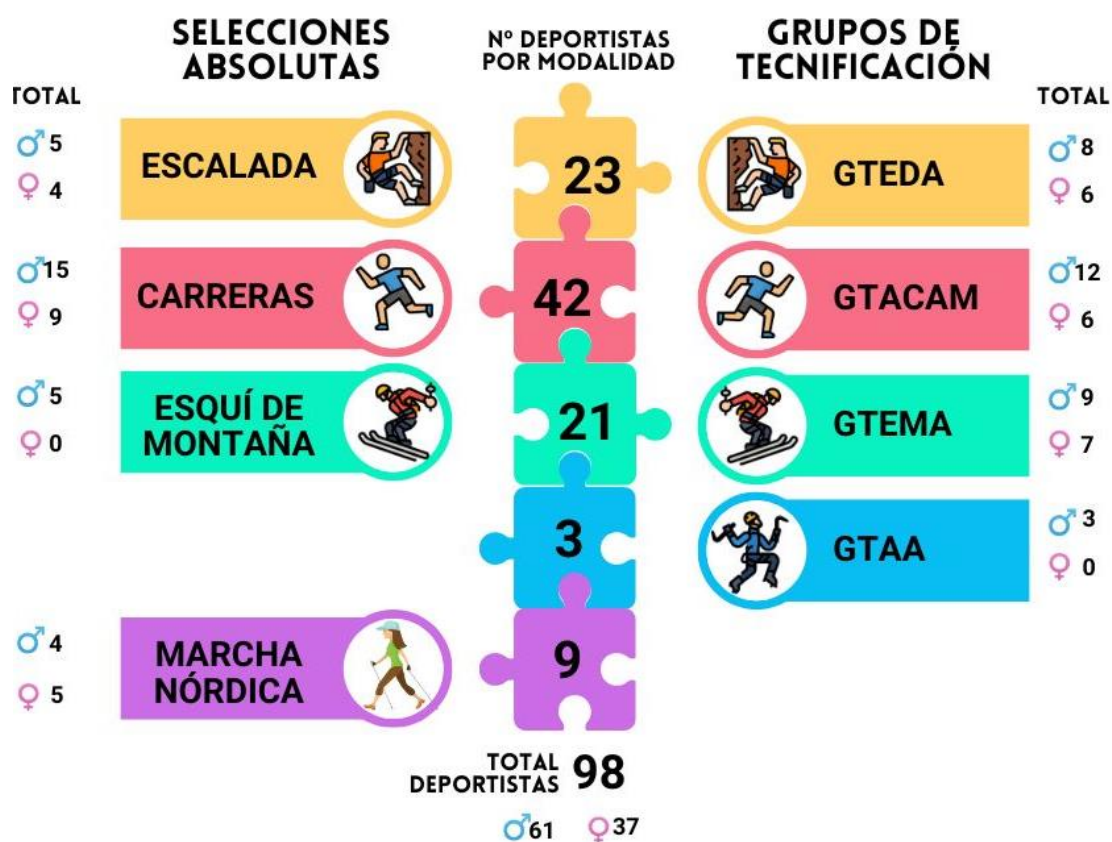 SELECCIONES
ABSOLUTAS
Nº DEPORTISTAS
POR MODALIDAD
GRUPOS DE
TECNIFICACIÓN
TOTAL
TOTAL
♂ 5
♀ 4
ESCALADA
23
GTEDA
♂ 8
♀ 6
♂ 15
♀ 9
CARRERAS
42
GTACAM
♂ 12
♀ 6
♂ 5
♀ 0
ESQUÍ DE
MONTAÑA
21
GTEMA
♂ 9
♀ 7
3
GTAA
♂ 3
♀ 0
♂ 4
♀ 5
MARCHA
NÓRDICA
9
TOTAL
DEPORTISTAS 98
♂ 61 ♀ 37